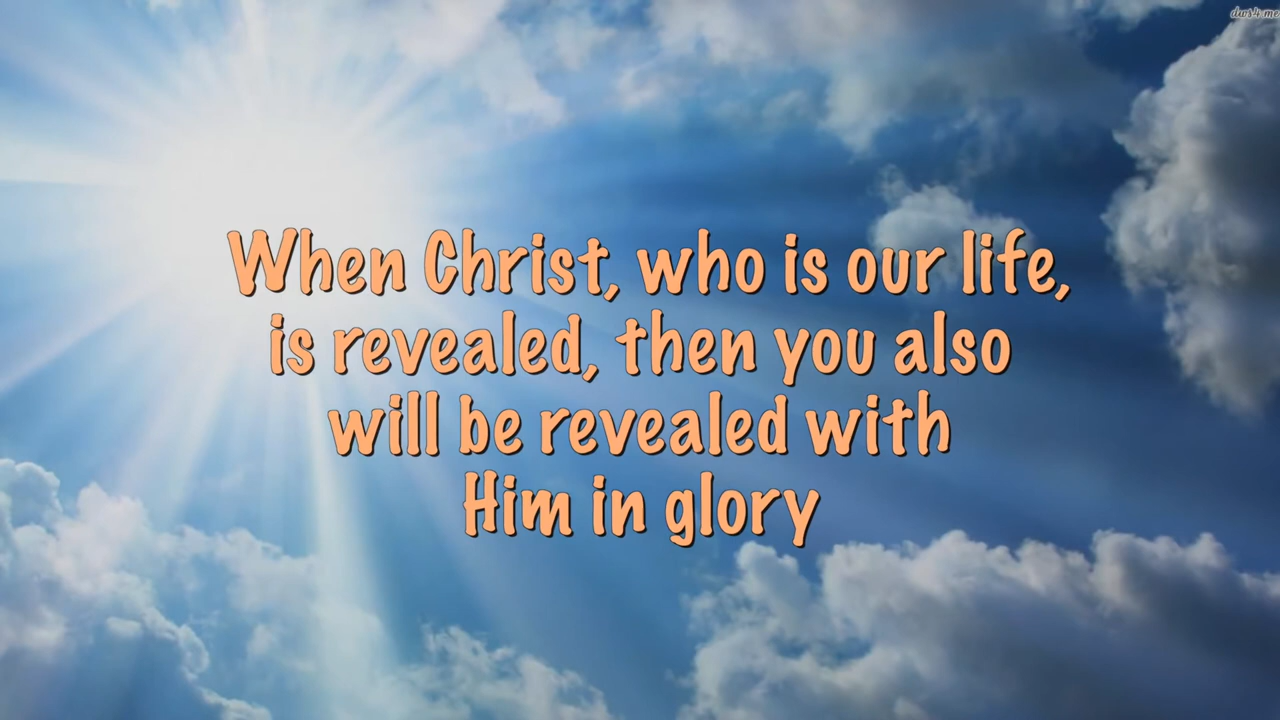 When Christ, who is our life,
is revealed, then you also
will be revealed with
Him in glory